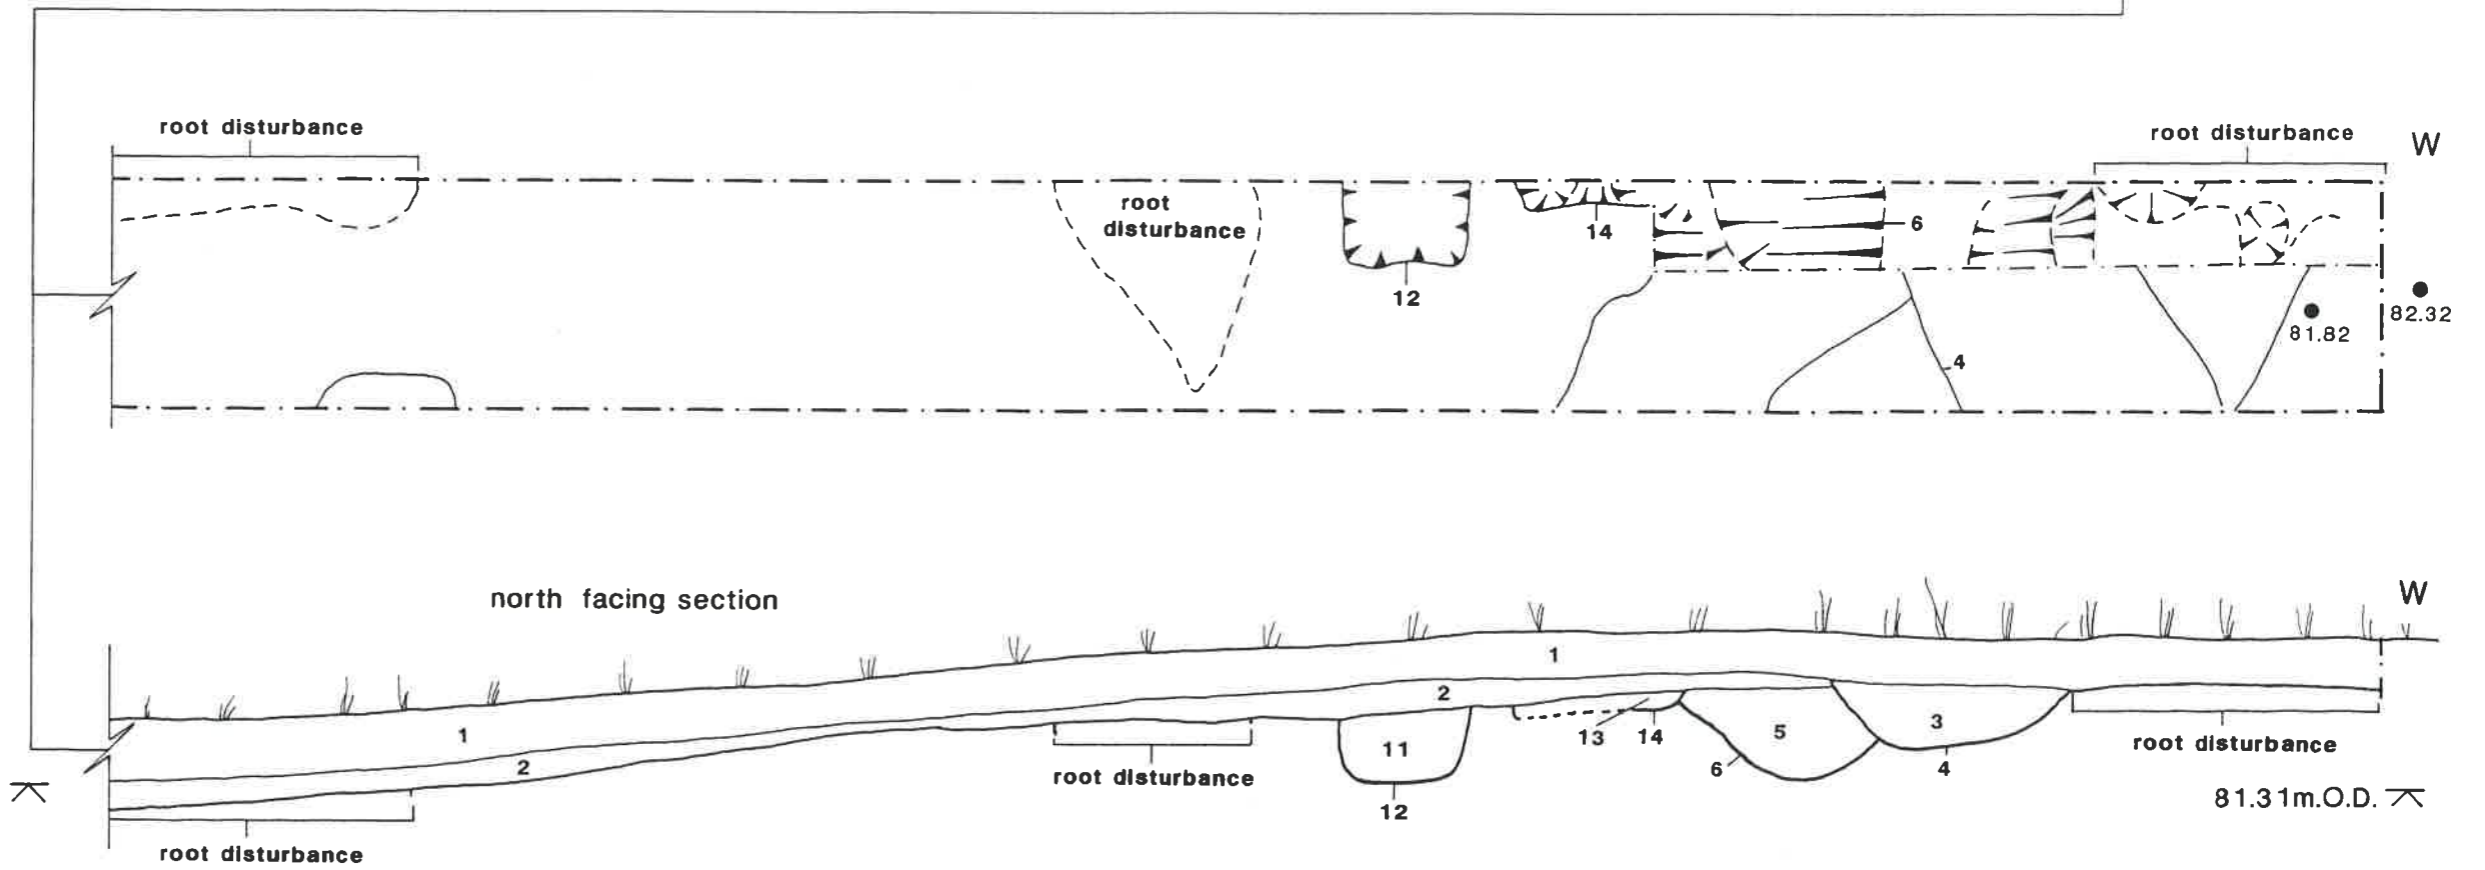 root disturbance
root disturbance
W
root
disturbance
14
6
12
82.32
81.82
4
north facing section
W
1
2
1
2
3
5
11
13
14
6
4
root disturbance
root disturbance
12
81.31m.O.D.
root disturbance